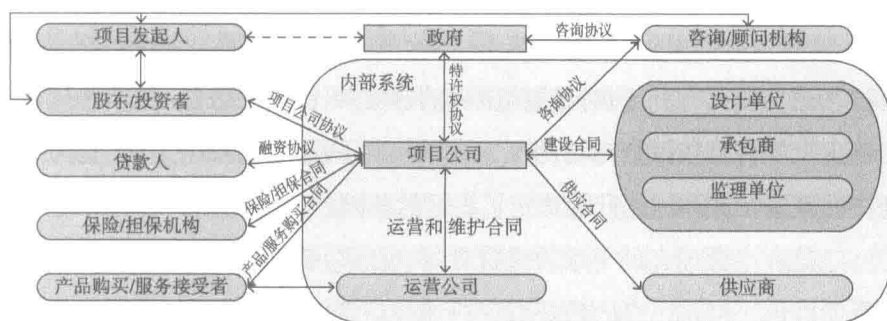 项目发起人
政府
咨询协议
咨询/顾问机构
内部系统
特许权协议
股东/投资者
项目公司协议
咨询协议
设计单位
贷款人
融资协议
项目公司
建设合同
承包商
保险/担保合同
监理单位
保险/担保机构
产品/服务购买合同
运营和 维护合同
供应合同
产品购买/服务接受者
运营公司
供应商